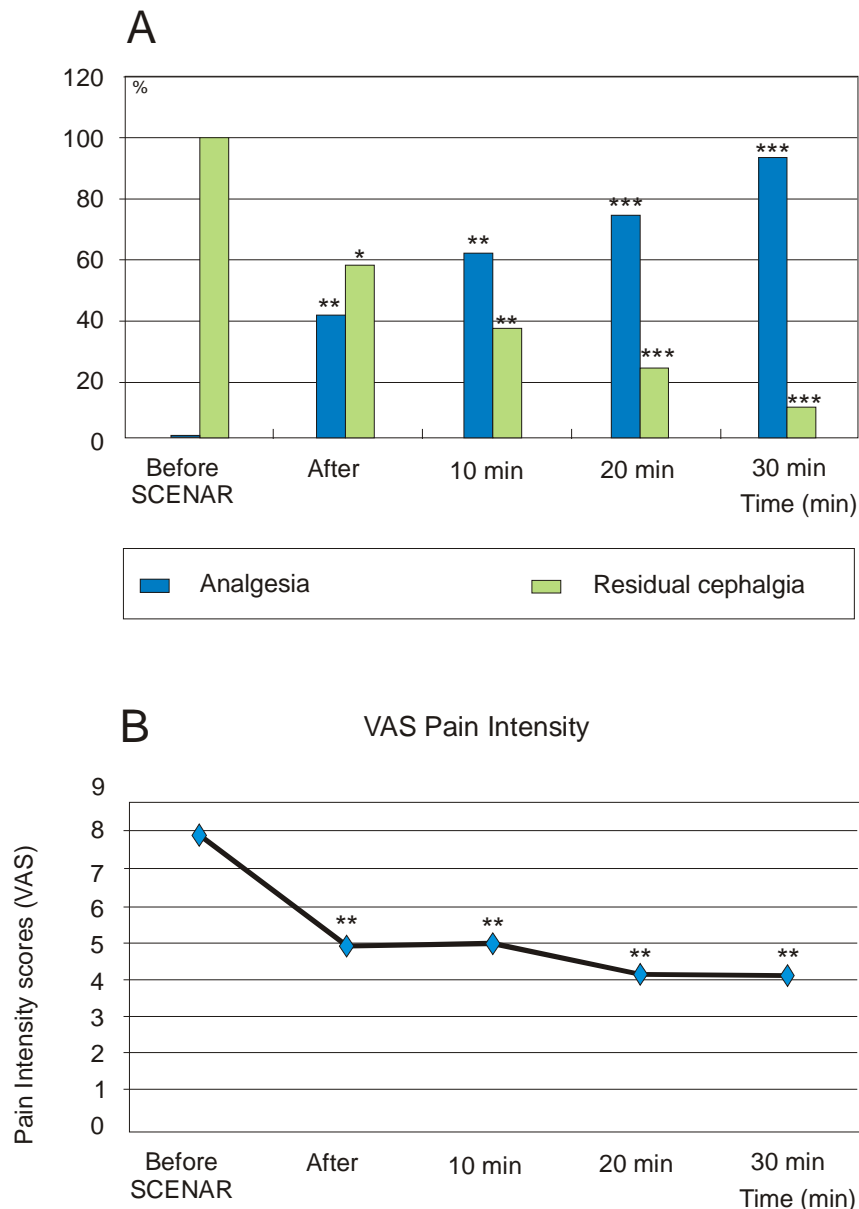 A
%
120
100
80
60
40
20
0
***
***
**
*
**
**
***
***
Before
SCENAR
After
10 min
20 min
30 min
Time (min)
Analgesia
Residual cephalgia
B
VAS Pain Intensity
Pain Intensity scores (VAS)
9
8
7
6
5
4
3
2
1
0
**
**
**
**
Before
SCENAR
After
10 min
20 min
30 min
Time (min)